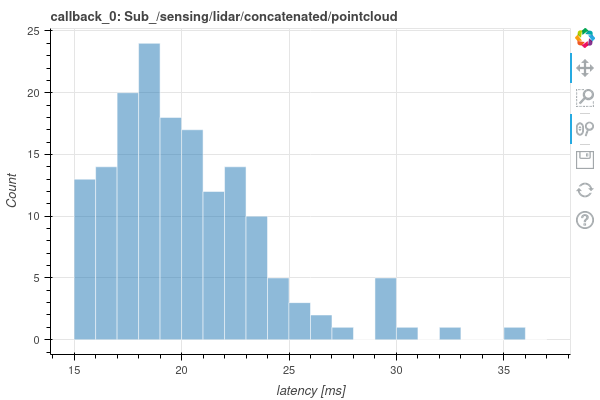 callback_0: Sub_/sensing/lidar/concatenated/pointcloud
25
20
15
10
5
0
Count
15 20 25 30 35
latency [ms]